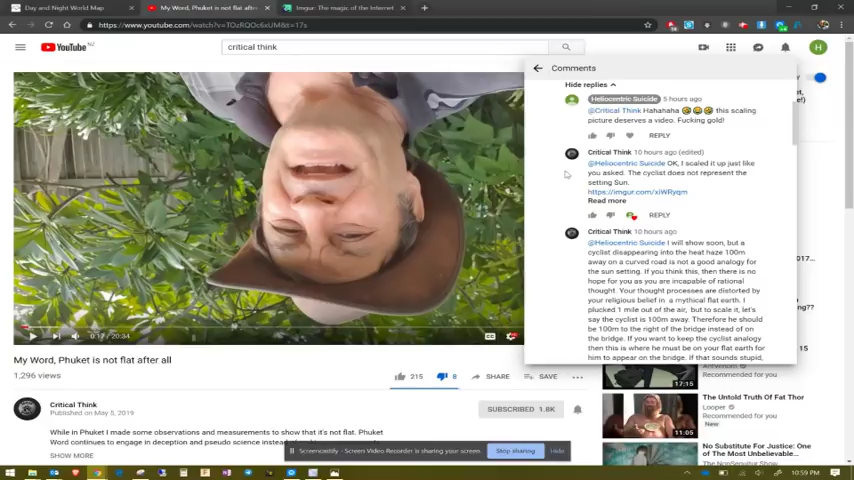 Day and Night World Map
My Word, Phuket is not flat after
Imgur: The magic of the Internet
https://www.youtube.com/watch?v=TOzRQOc6xUM&t=17s
YouTube NZ
critical think
H
Comments
Hide replies
Heliocentric Suicide 5 hours ago
@Critical Think Hahahaha 🤣😂🤣 this scaling
picture deserves a video. Fucking gold!
REPLY
Critical Think 10 hours ago (edited)
@Heliocentric Suicide OK, I scaled it up just like
you asked. The cyclist does not represent the
setting Sun.
https://imgur.com/xiWRyqm
Read more
REPLY
Critical Think 10 hours ago
@Heliocentric Suicide I will show soon, but a
cyclist disappearing into the heat haze 100m
away on a curved road is not a good analogy for
the sun setting. If you think this, then there is no
hope for you as you are incapable of rational
thought. Your thought processes are distorted by
your religious belief in a mythical flat earth. I
plucked 1 mile out of the air, but to scale it, let's
say the cyclist is 100m away. Therefore he should
be 100m to the right of the bridge instead of on
the bridge. If you want to keep the cyclist analogy
then this is where he must be on your flat earth for
him to appear on the bridge. If that sounds stupid,
0:17 / 20:34
My Word, Phuket is not flat after all
1,296 views
215
8
SHARE
SAVE
Critical Think
Published on May 5, 2019
SUBSCRIBED 1.8K
While in Phuket I made some observations and measurements to show that it's not flat. Phuket
Word continues to engage in deception and pseudo science
SHOW MORE
Screencastify - Screen Video Recorder is sharing your screen.
Stop sharing
Hide
17:15
Recommended for you
The Untold Truth Of Fat Thor
Looper
Recommended for you
New
11:05
No Substitute For Justice: One
of The Most Unbelievable...
10:59 PM